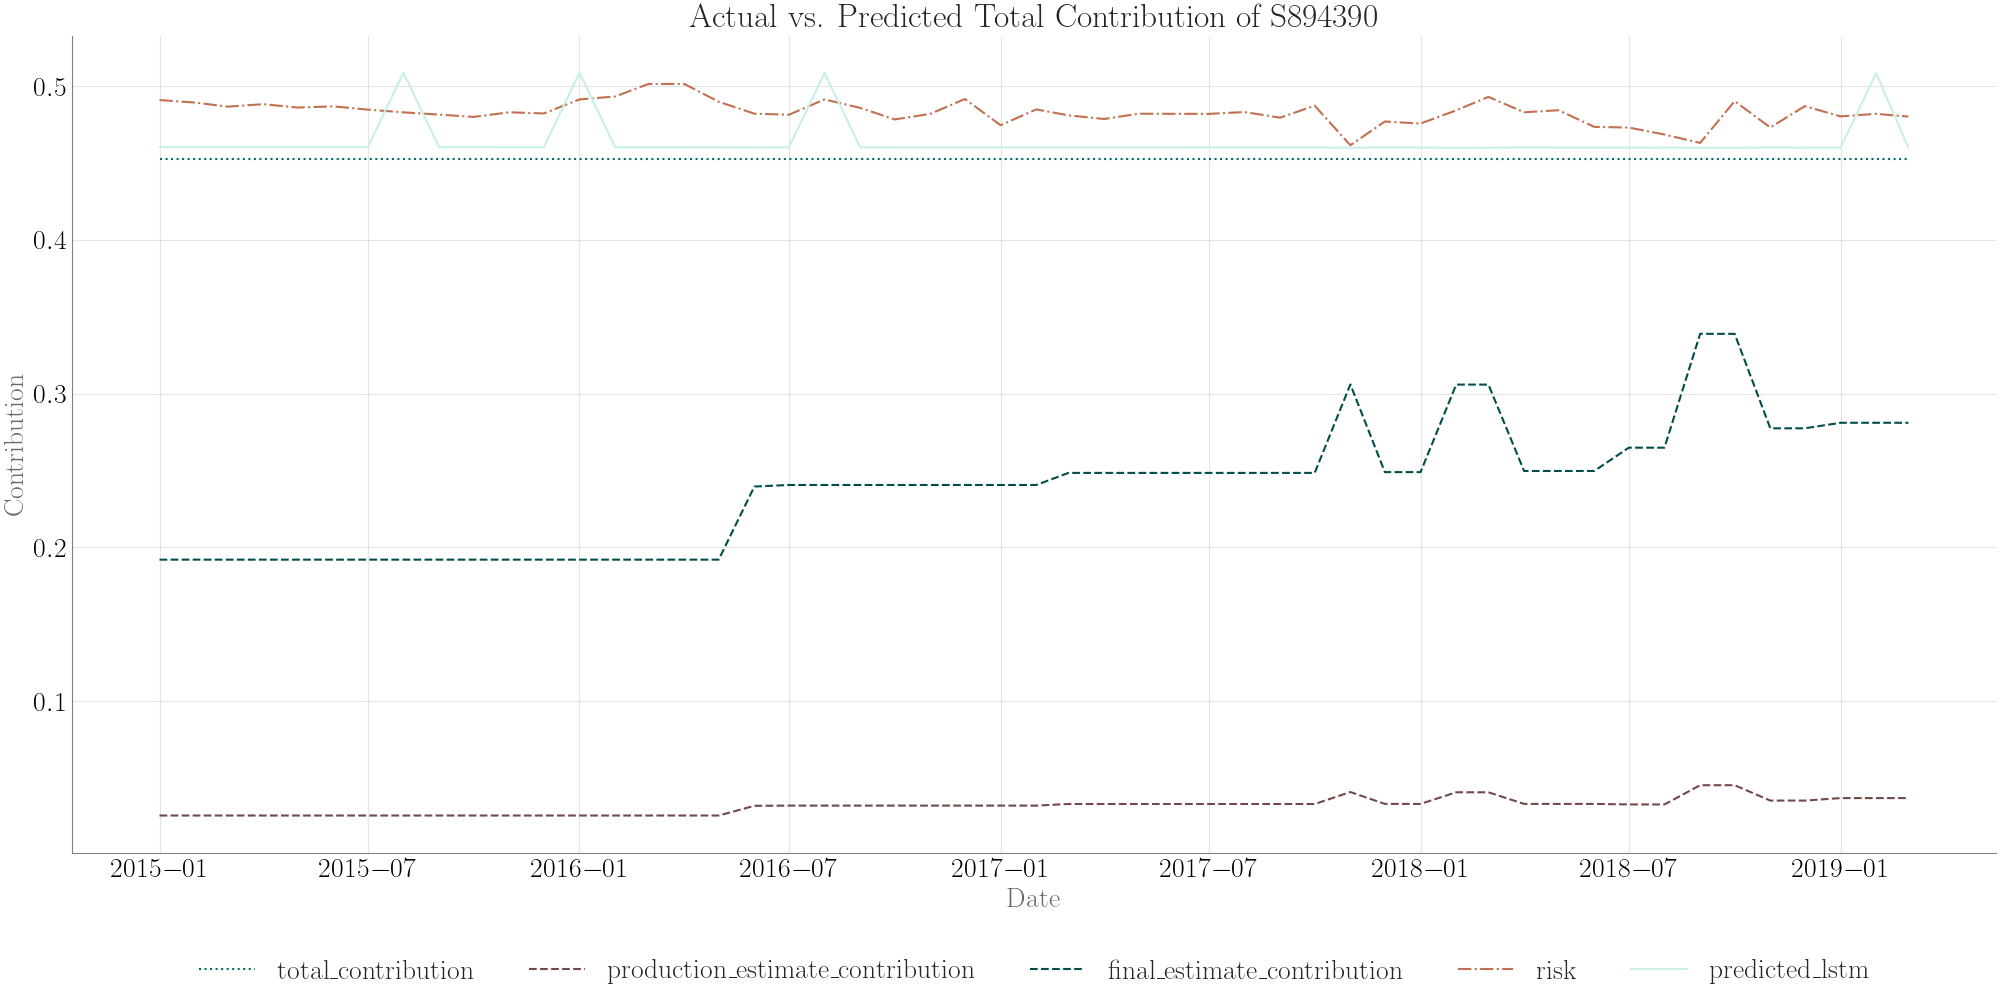 Actual vs. Predicted Total Contribution of S894390
0.5
0.4
0.3
0.2
0.1
Contribution
2015–01 2015–07 2016–01 2016–07 2017–01 2017–07 2018–01 2018–07 2019–01
Date
total_contribution production_estimate_contribution final_estimate_contribution risk predicted_lstm